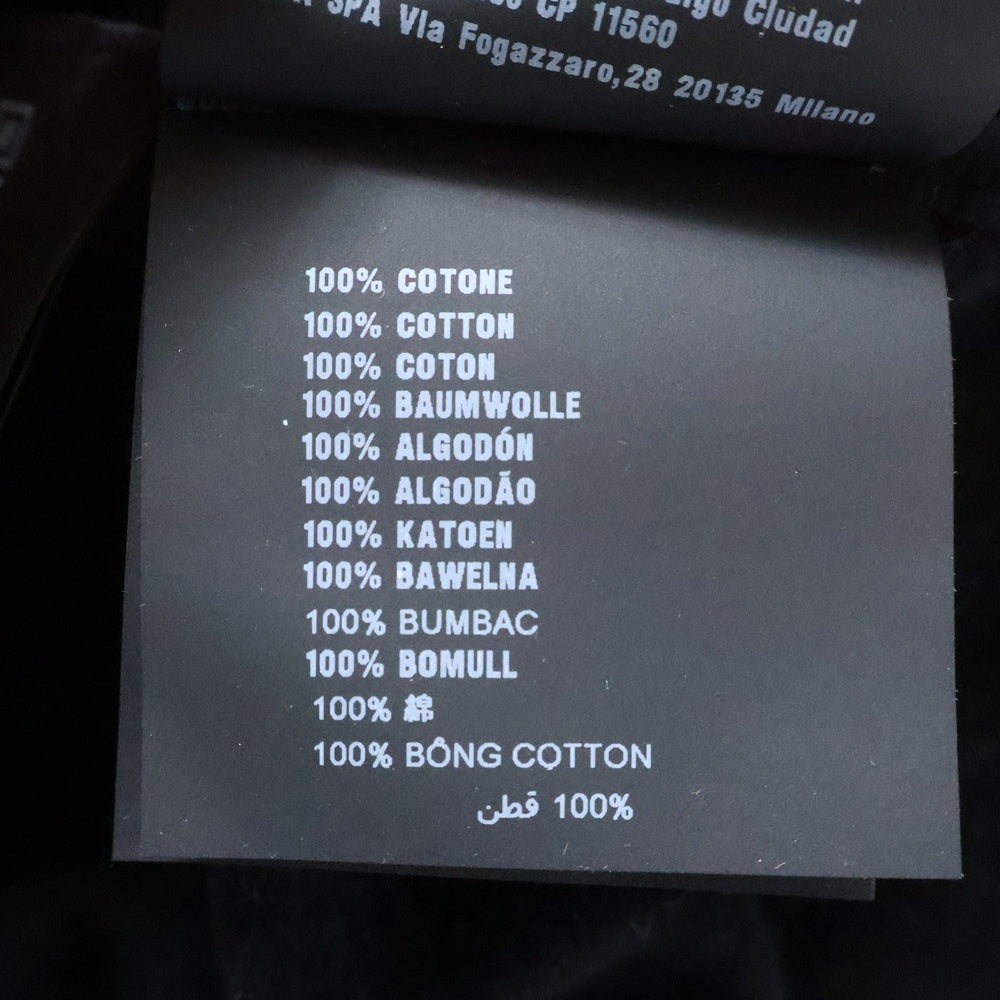 CP 11560 Ciudad
SPA Via Fogazzaro,28 20135 Milano
100% COTONE
100% COTTON
100% COTON
100% BAUMWOLLE
100% ALGODÓN
100% ALGODÃO
100% KATOEN
100% BAWELNA
100% BUMBAC
100% BOMULL
100% 綿
100% BÔNG COTTON
100% قطن